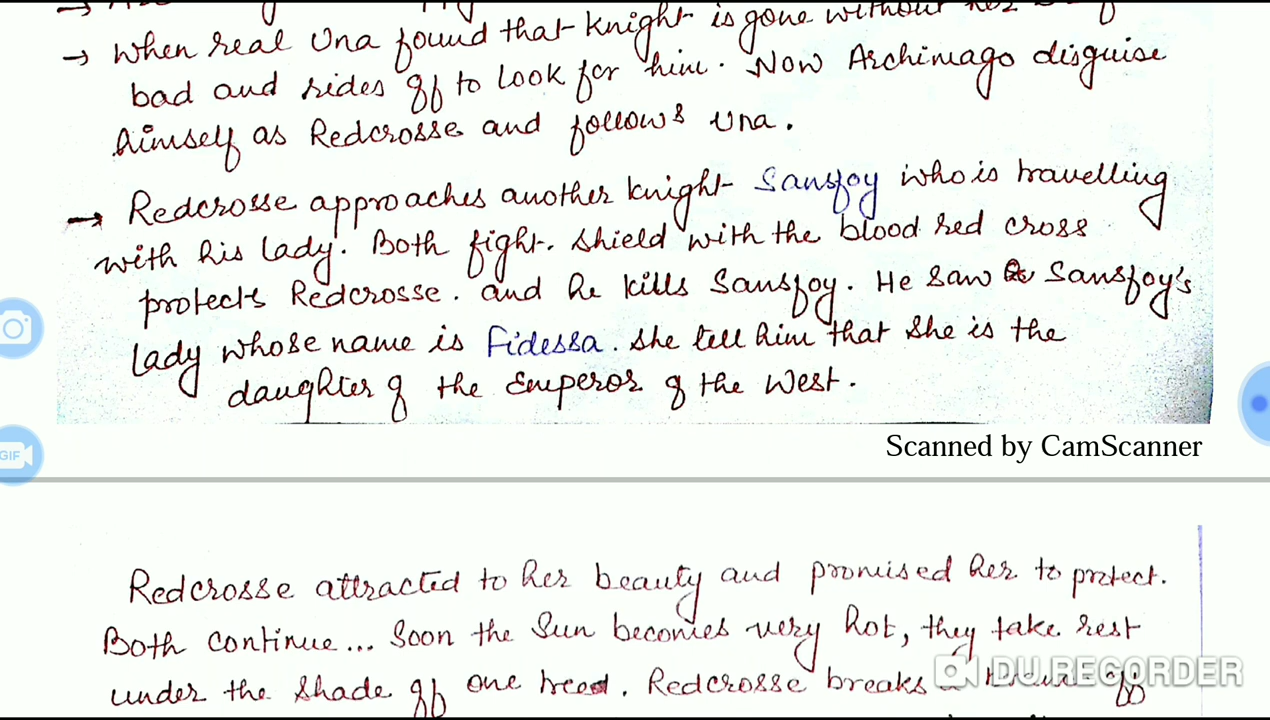 → when real Una found that knight is gone without her
bad and rides off to look for him. Now Archimago disguise
himself as Redcrosse and follows Una.
→ Redcrosse approaches another knight Sansfoy who is travelling
with his lady. Both fight. Shield with the blood red cross
protects Redcrosse. and he kills Sansfoy. He saw Sansfoy's
lady whose name is Fidessa. She tell him that she is the
daughter of the Emperor of the West.
Scanned by CamScanner
GIF
Redcrosse attracted to her beauty and promised her to protect.
Both continue... Soon the Sun becomes very hot, they take rest
under the shade of one tree. Redcrosse breaks
DU RECORDER